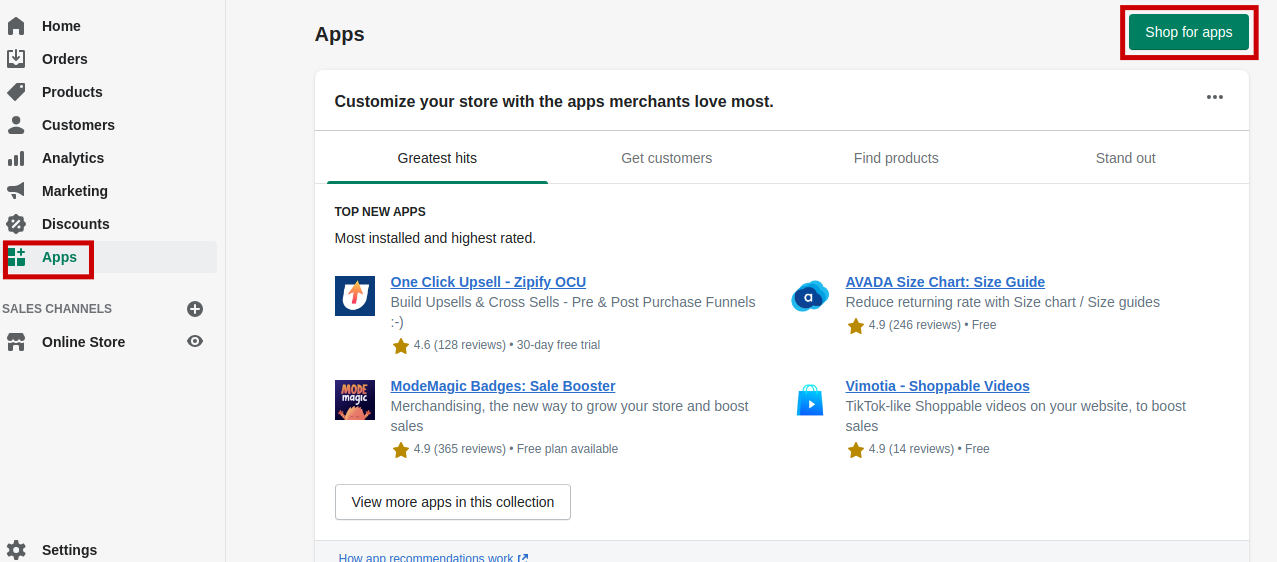 Home
Orders
Products
Customers
Analytics
Marketing
Discounts
Apps
SALES CHANNELS
Online Store
Settings
Apps
Shop for apps
Customize your store with the apps merchants love most.
Greatest hits
Get customers
Find products
Stand out
TOP NEW APPS
Most installed and highest rated.
One Click Upsell - Zipify OCU
Build Upsells & Cross Sells - Pre & Post Purchase Funnels
:-)
4.6 (128 reviews) • 30-day free trial
a
AVADA Size Chart: Size Guide
Reduce returning rate with Size chart / Size guides
4.9 (246 reviews) • Free
MODE
magic
ModeMagic Badges: Sale Booster
Merchandising, the new way to grow your store and boost
sales
4.9 (365 reviews) • Free plan available
Vimotia - Shoppable Videos
TikTok-like Shoppable videos on your website, to boost
sales
4.9 (14 reviews) • Free
View more apps in this collection
How app recommendations work